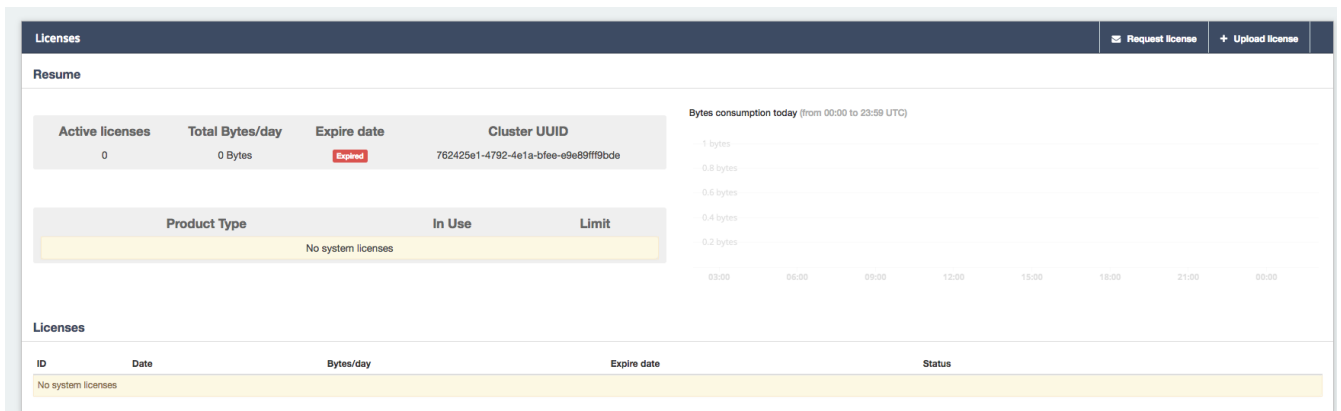 Licenses
Request license
+ Upload license
Resume
Active licenses Total Bytes/day Expire date Cluster UUID
0 0 Bytes Expired 762425e1-4792-4e1a-bfee-e9e89fff9bde
Product Type In Use Limit
No system licenses
Bytes consumption today (from 00:00 to 23:59 UTC)
1 bytes
0.8 bytes
0.6 bytes
0.4 bytes
0.2 bytes
03:00 06:00 09:00 12:00 15:00 18:00 21:00 00:00
Licenses
ID Date Bytes/day Expire date Status
No system licenses